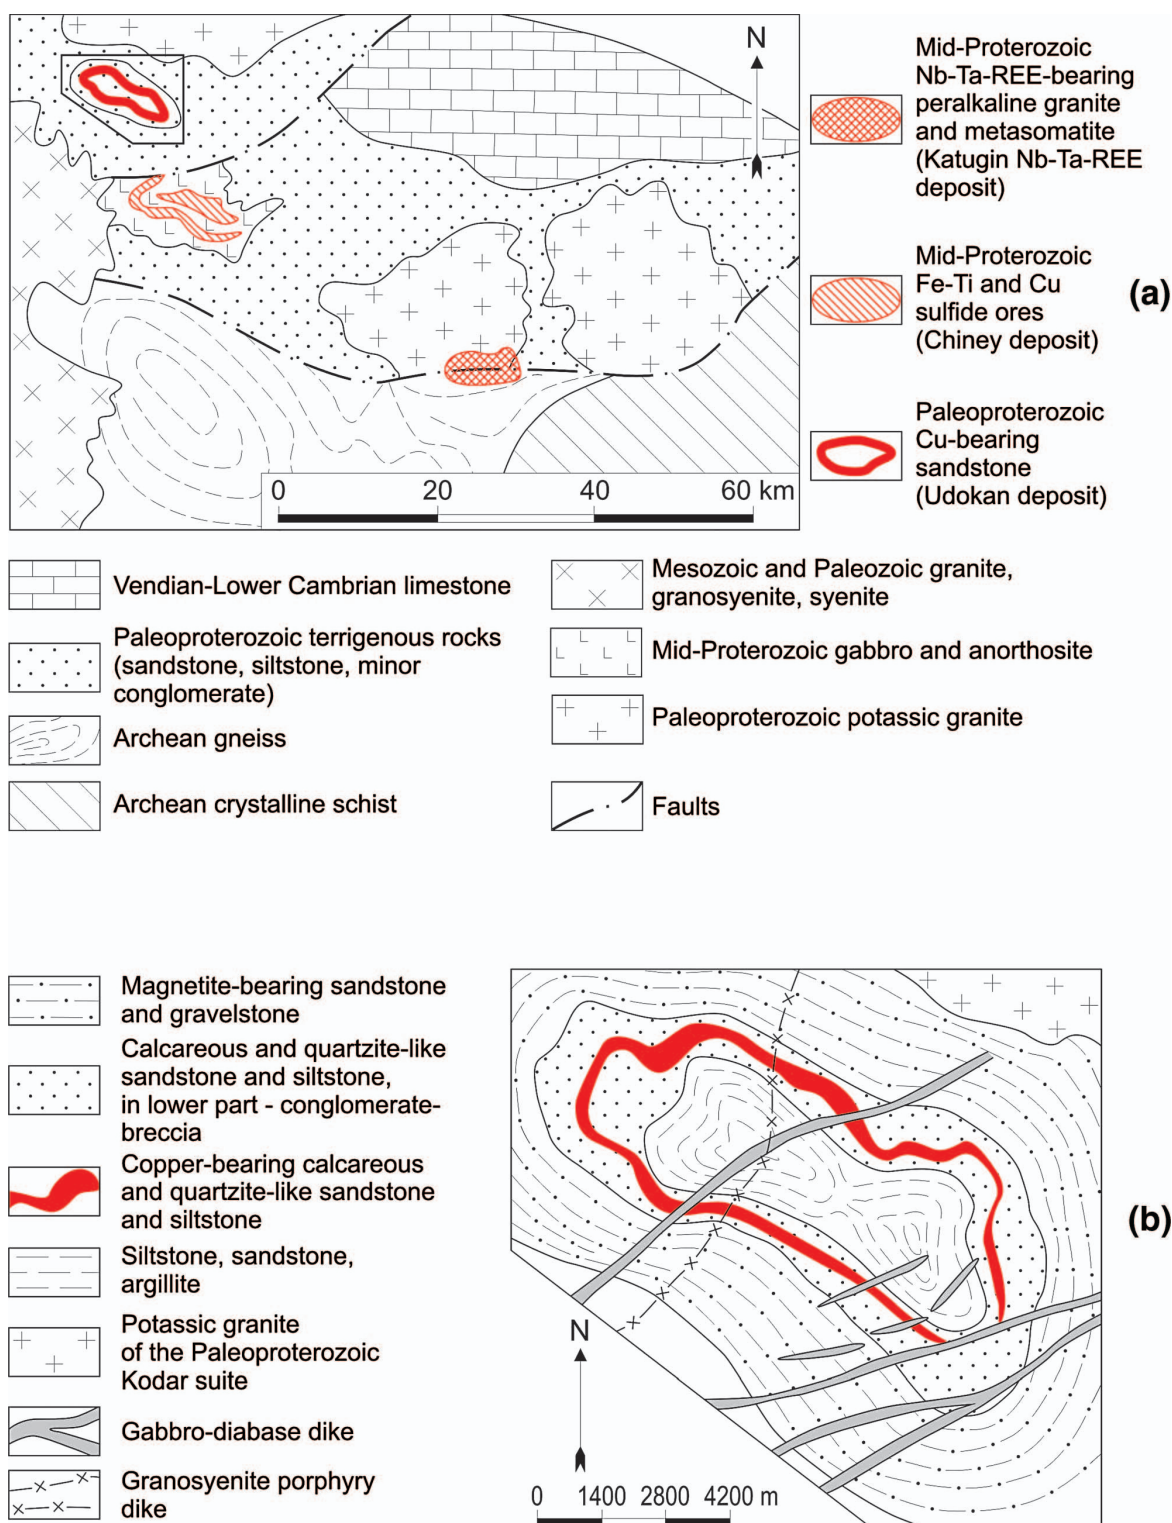 N
0 20 40 60 km
Mid-Proterozoic
Nb-Ta-REE-bearing
peralkaline granite
and metasomatite
(Katugin Nb-Ta-REE
deposit)
Mid-Proterozoic
Fe-Ti and Cu
sulfide ores
(Chiney deposit)
(a)
Paleoproterozoic
Cu-bearing
sandstone
(Udokan deposit)
Vendian-Lower Cambrian limestone
Paleoproterozoic terrigenous rocks
(sandstone, siltstone, minor
conglomerate)
Archean gneiss
Archean crystalline schist
Mesozoic and Paleozoic granite,
granosyenite, syenite
Mid-Proterozoic gabbro and anorthosite
Paleoproterozoic potassic granite
Faults
Magnetite-bearing sandstone
and gravelstone
Calcareous and quartzite-like
sandstone and siltstone,
in lower part - conglomerate-
breccia
Copper-bearing calcareous
and quartzite-like sandstone
and siltstone
Siltstone, sandstone,
argillite
Potassic granite
of the Paleoproterozoic
Kodar suite
Gabbro-diabase dike
Granosyenite porphyry
dike
(b)
N
0 1400 2800 4200 m